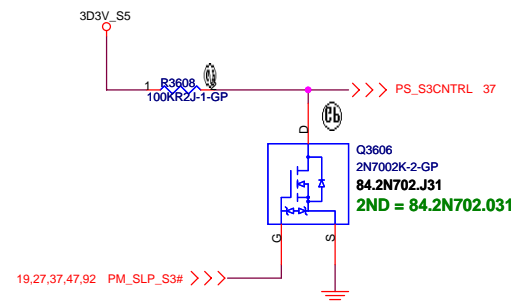 3D3V_S5
1 R3608 2
100KR2J-1-GP
PS_S3CNTRL 37
D
Q3606
2N7002K-2-GP
84.2N702.J31
2ND = 84.2N702.031
G S
19,27,37,47,92 PM_SLP_S3#